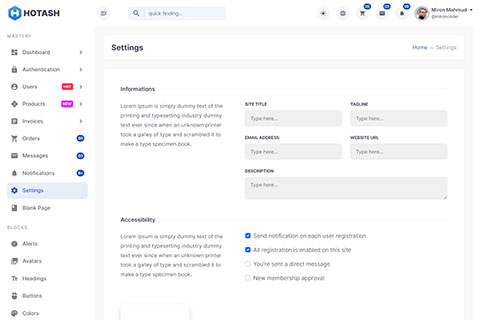 HOTASH
quick finding...
Miron Mahmud
@mironcoder
MASTERY
Dashboard
Authentication
Users
HOT
Products
NEW
Invoices
Orders
Messages
Notifications
Settings
Blank Page
BLOCKS
Alerts
Avatars
Headings
Buttons
Colors
Settings
Home – Settings
Informations
Lorem Ipsum is simply dummy text of the
printing and typesetting industry dummy
text ever since when an unknown printer
took a galley of type and scrambled it to
make a type specimen book.
SITE TITLE
TAGLINE
Type here...
Type here...
EMAIL ADDRESS
WEBSITE URL
Type here...
Type here...
DESCRIPTION
Type here...
Accessibility
Lorem Ipsum is simply dummy text of the
printing and typesetting industry dummy
text ever since when an unknown printer
took a galley of type and scrambled it to
make a type specimen book.
Send notification on each user registration
All registration is enabled on this site
You're sent a direct message
New membership approval